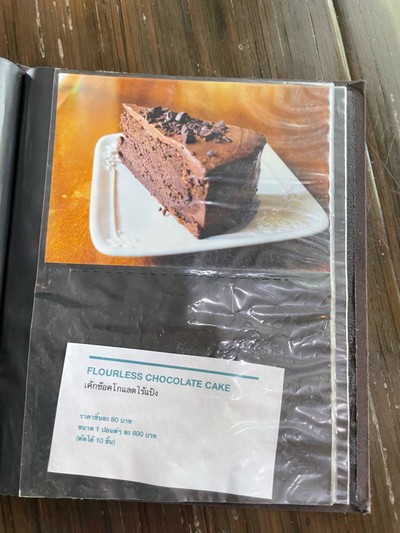 FLOURLESS CHOCOLATE CAKE
เค้กช๊อคโกแลตไร้แป้ง
ราคาชิ้นละ 80 บาท
ขนาด 1 ปอนด์ๆ ละ 800 บาท
(ตัดได้ 10 ชิ้น)